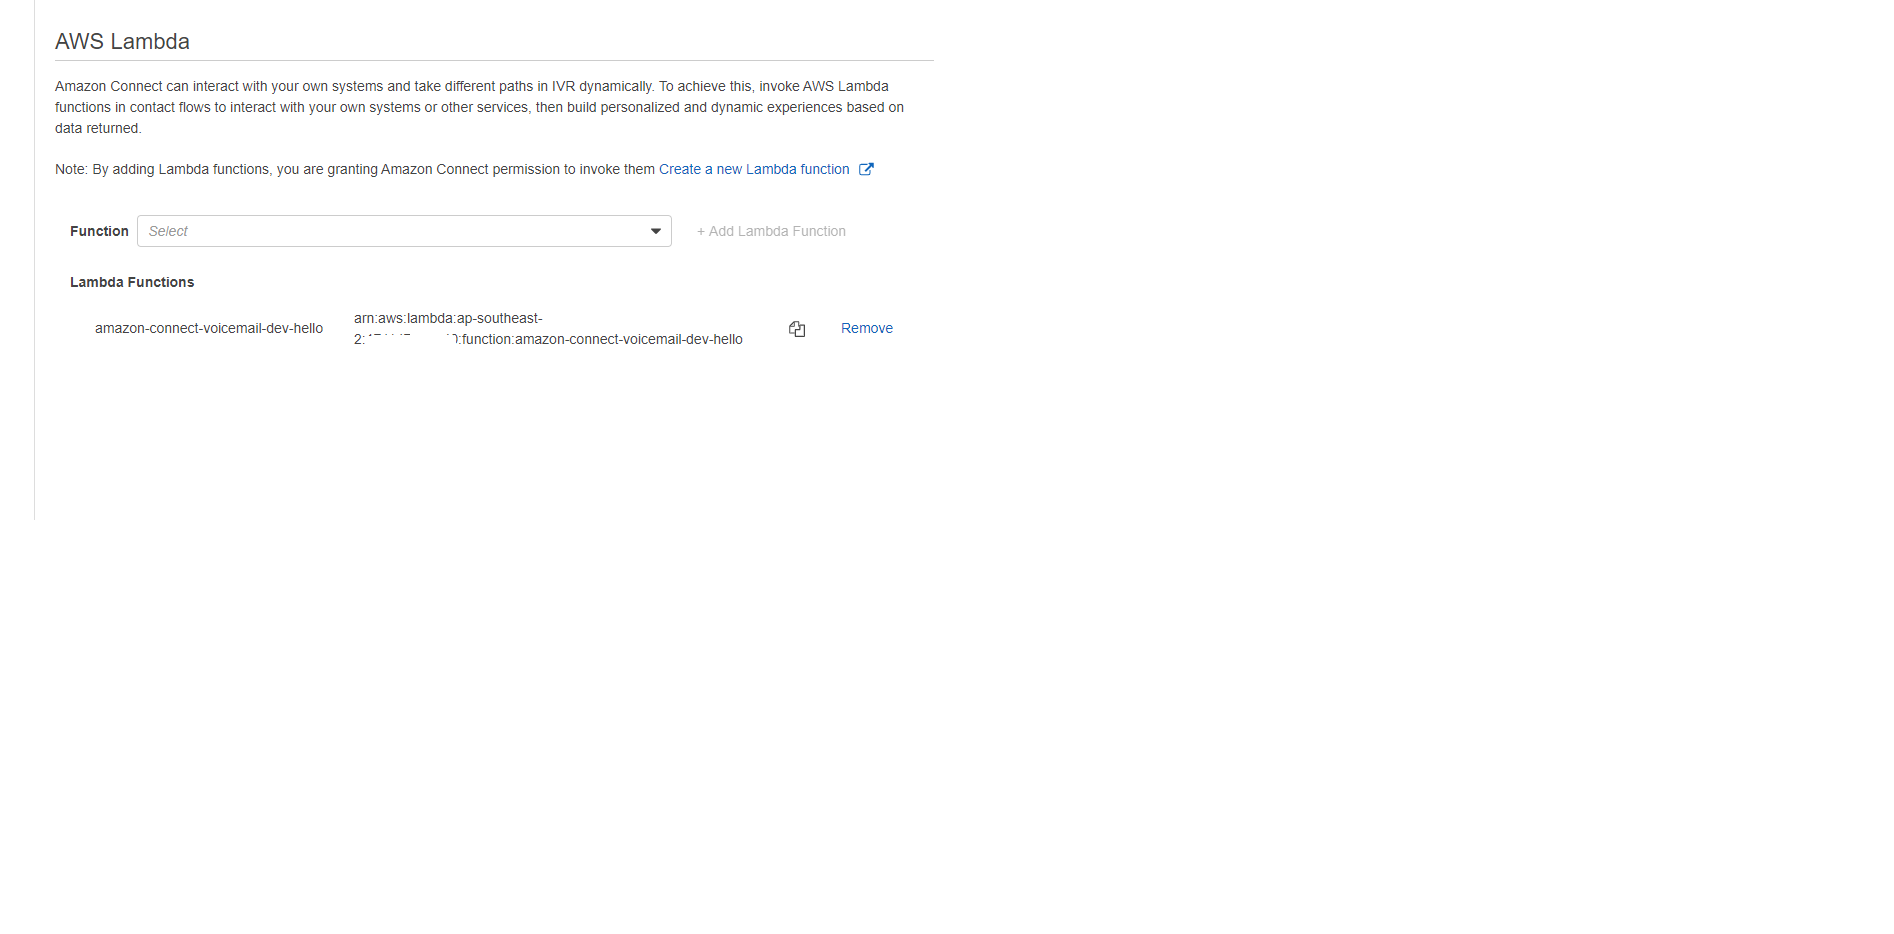 AWS Lambda
Amazon Connect can interact with your own systems and take different paths in IVR dynamically. To achieve this, invoke AWS Lambda
functions in contact flows to interact with your own systems or other services, then build personalized and dynamic experiences based on
data returned.
Note: By adding Lambda functions, you are granting Amazon Connect permission to invoke them Create a new Lambda function
Function Select + Add Lambda Function
Lambda Functions
amazon-connect-voicemail-dev-hello
arn:aws:lambda:ap-southeast-
2: :function:amazon-connect-voicemail-dev-hello
Remove